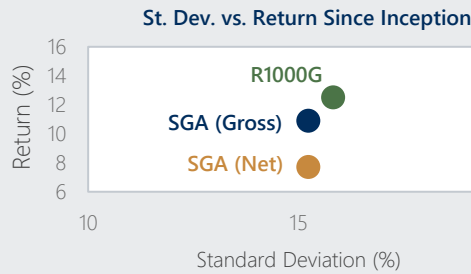 St. Dev. vs. Return Since Inception
16
14
12
10
8
6
Return (%)
R1000G
SGA (Gross)
SGA (Net)
10
15
Standard Deviation (%)